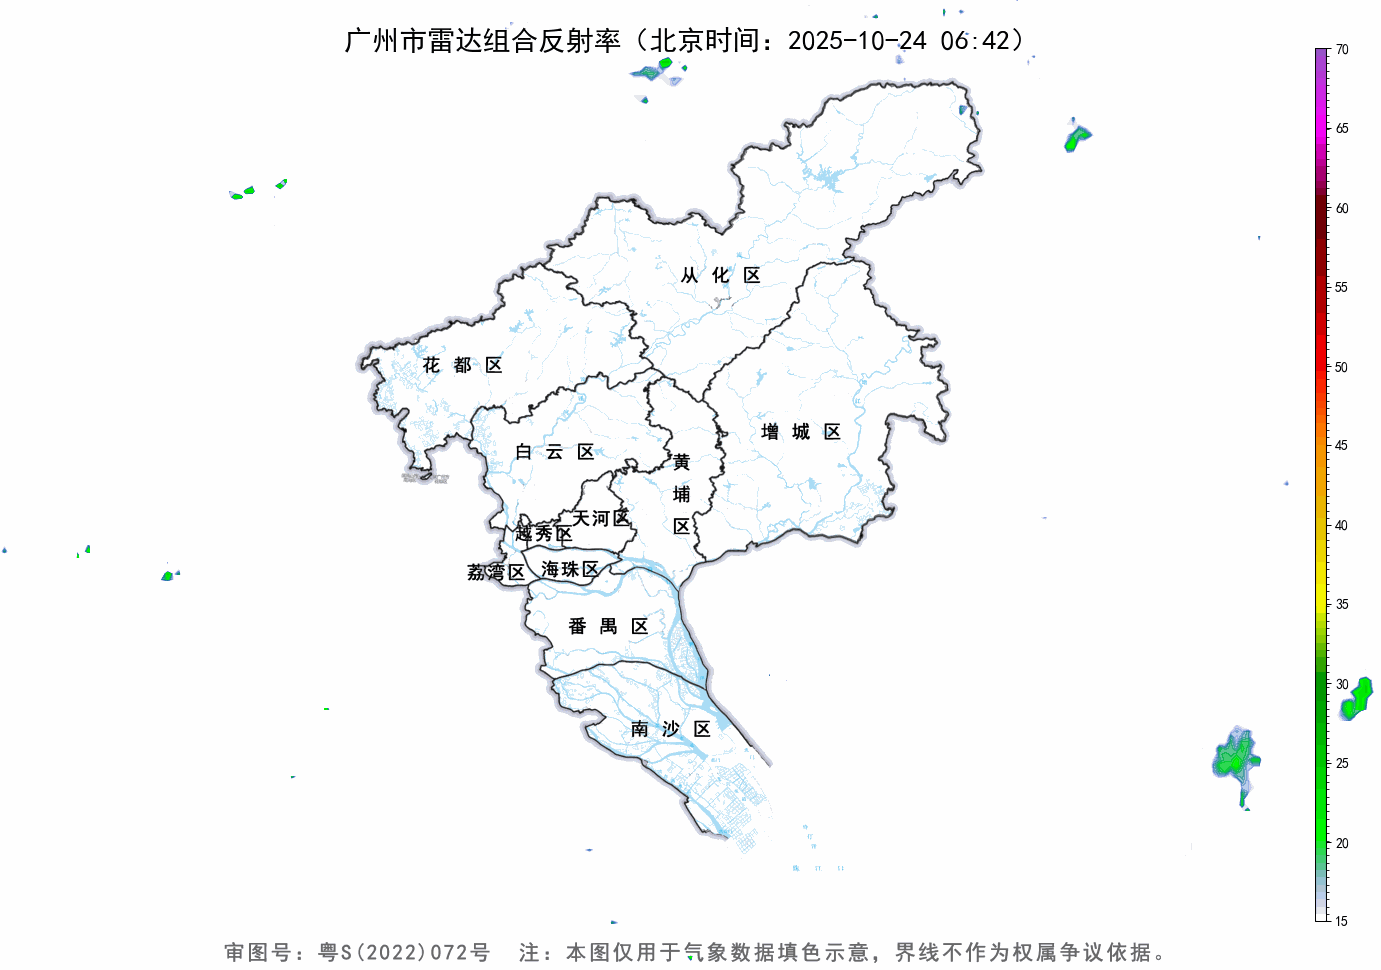 广州市雷达组合反射率（北京时间：2025-10-24 06:42）
70
65
60
55
50
45
40
35
30
25
20
15
从化区
花都区
增城区
白云区
黄埔区
天河区
越秀区
荔湾区
海珠区
番禺区
南沙区
审图号：粤S(2022)072号 注：本图仅用于气象数据填色示意，界线不作为权属争议依据。